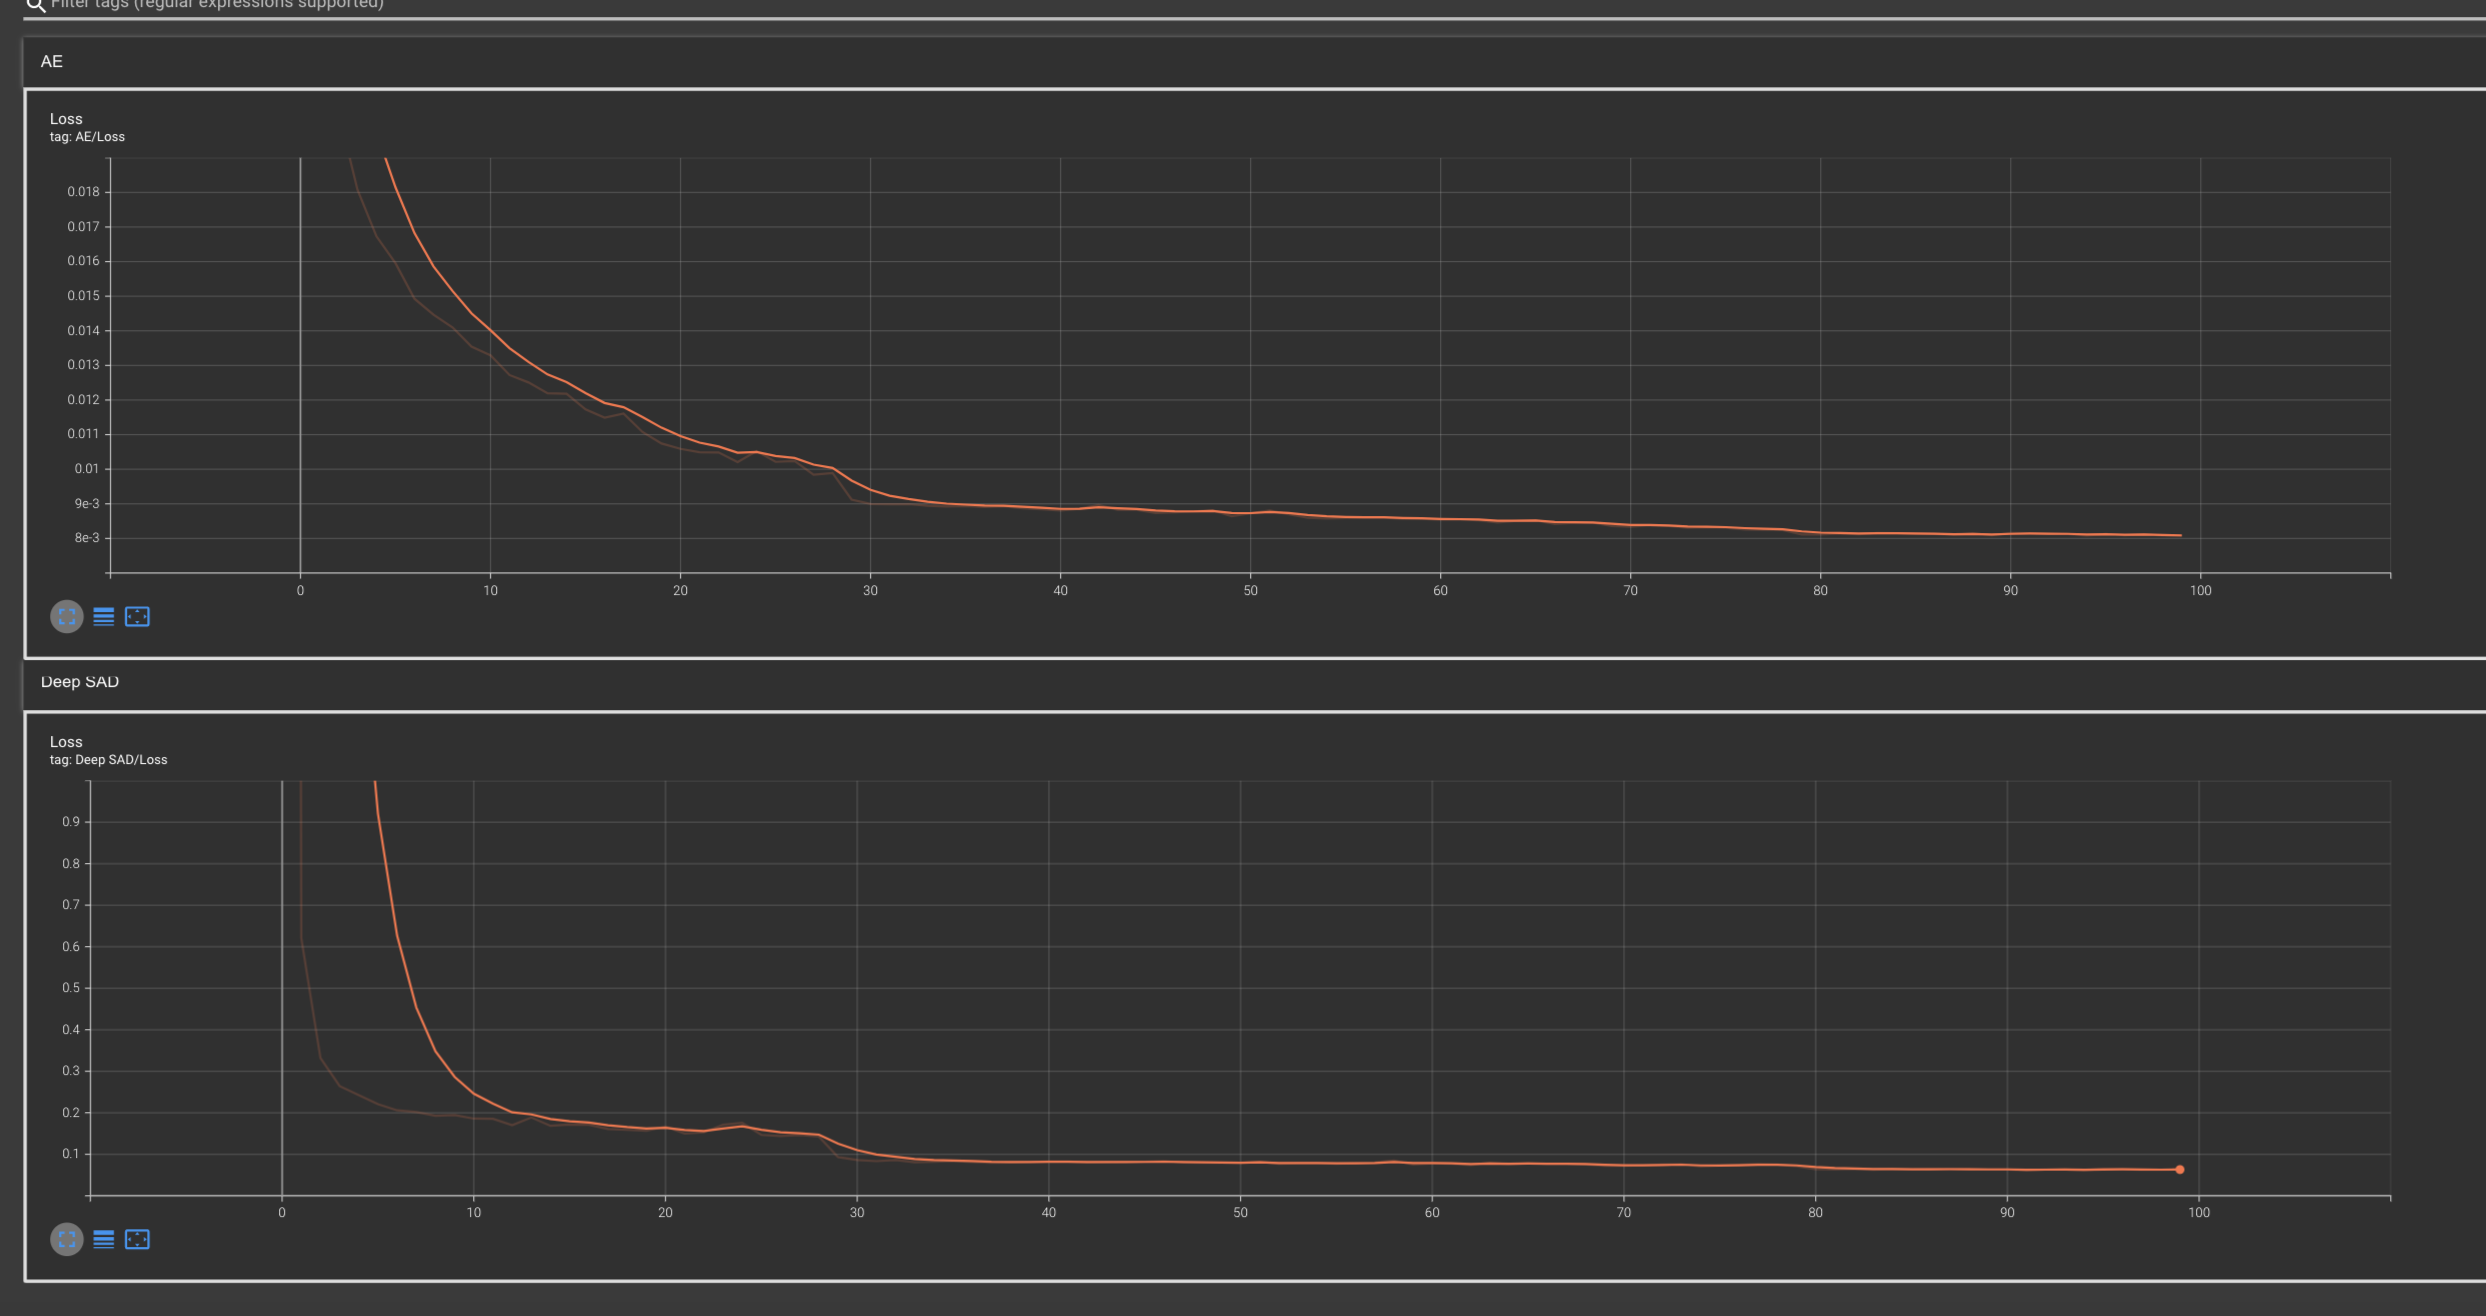 Filter tags (regular expressions supported)
AE
Loss
tag: AE/Loss
0.018
0.017
0.016
0.015
0.014
0.013
0.012
0.011
0.01
9e-3
8e-3
0 10 20 30 40 50 60 70 80 90 100
Deep SAD
Loss
tag: Deep SAD/Loss
0.9
0.8
0.7
0.6
0.5
0.4
0.3
0.2
0.1
0 10 20 30 40 50 60 70 80 90 100